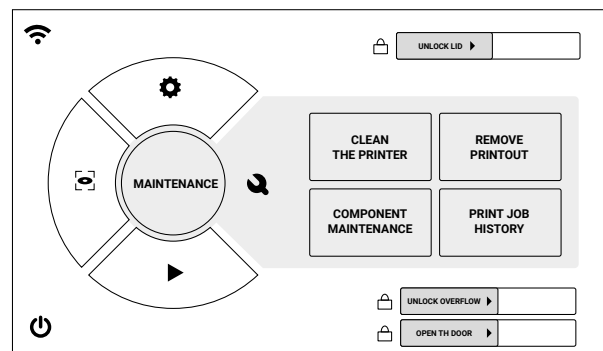 UNLOCK LID
MAINTENANCE
CLEAN
THE PRINTER
REMOVE
PRINTOUT
COMPONENT
MAINTENANCE
PRINT JOB
HISTORY
UNLOCK OVERFLOW
OPEN TH DOOR